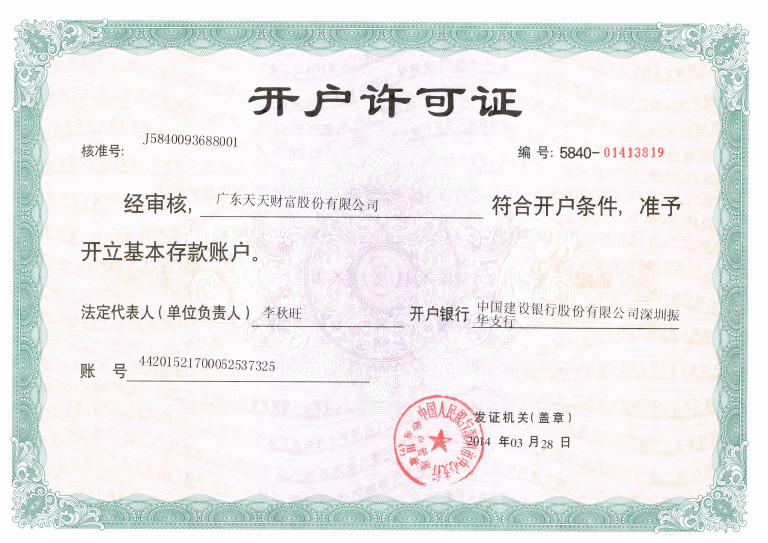 开户许可证
核准号: J5840093688001
编 号: 5840-01413819
经审核, 广东天天财富股份有限公司 符合开户条件, 准予
开立基本存款账户。
法定代表人(单位负责人) 李秋旺 开户银行 中国建设银行股份有限公司深圳振
华支行
账 号 44201521700052537325
发证机关(盖章)
2014 年 03 月 28 日
中国人民银行深圳市中心支行
账户管理
专用章